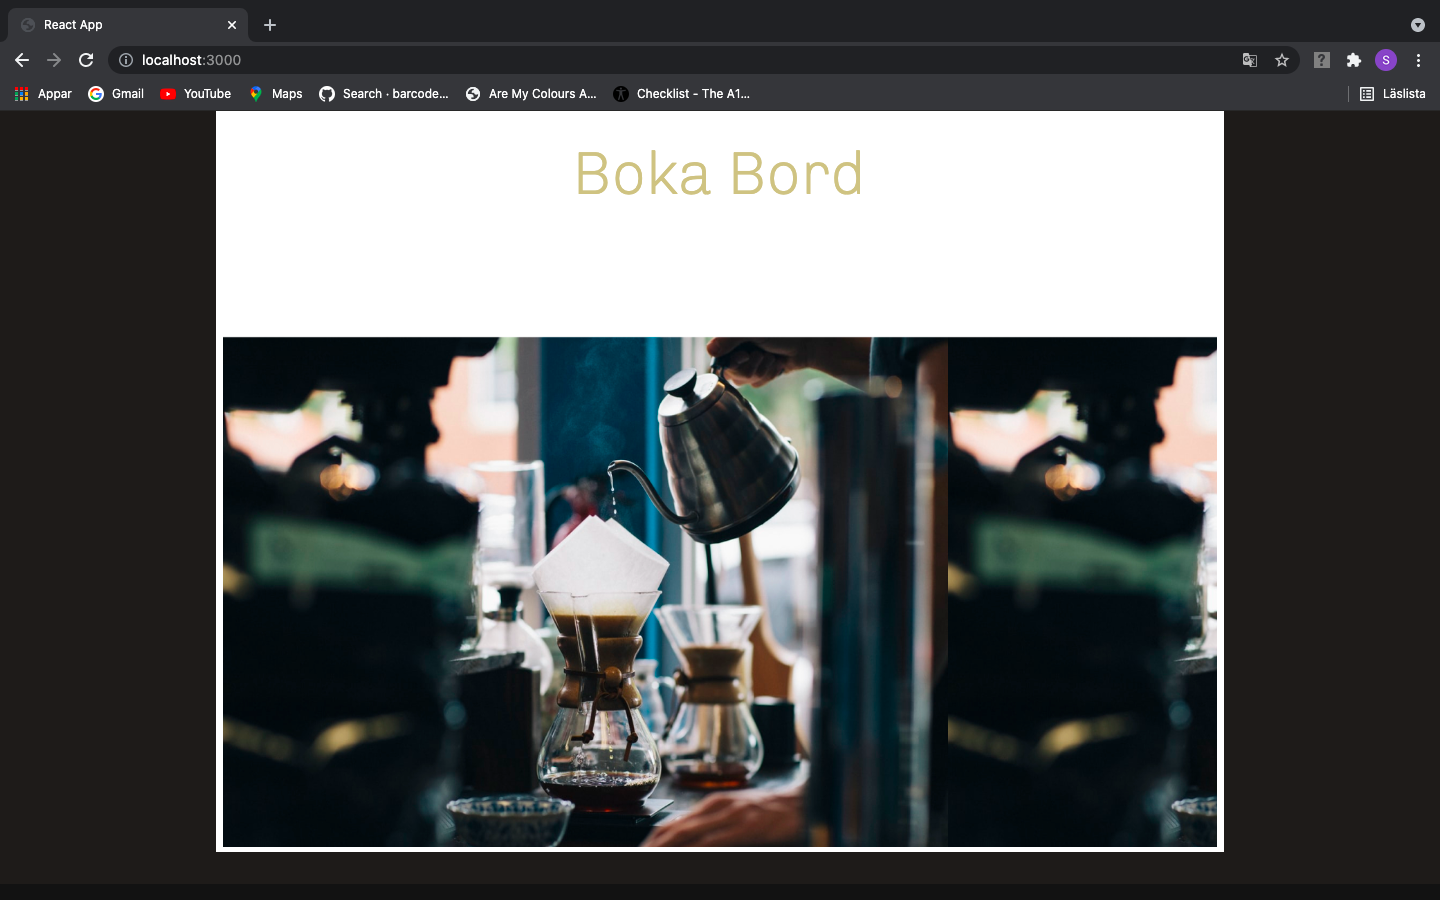 React App
localhost:3000
Appar Gmail YouTube Maps Search · barcode... Are My Colours A... Checklist - The A1... Läslista
S
Boka Bord